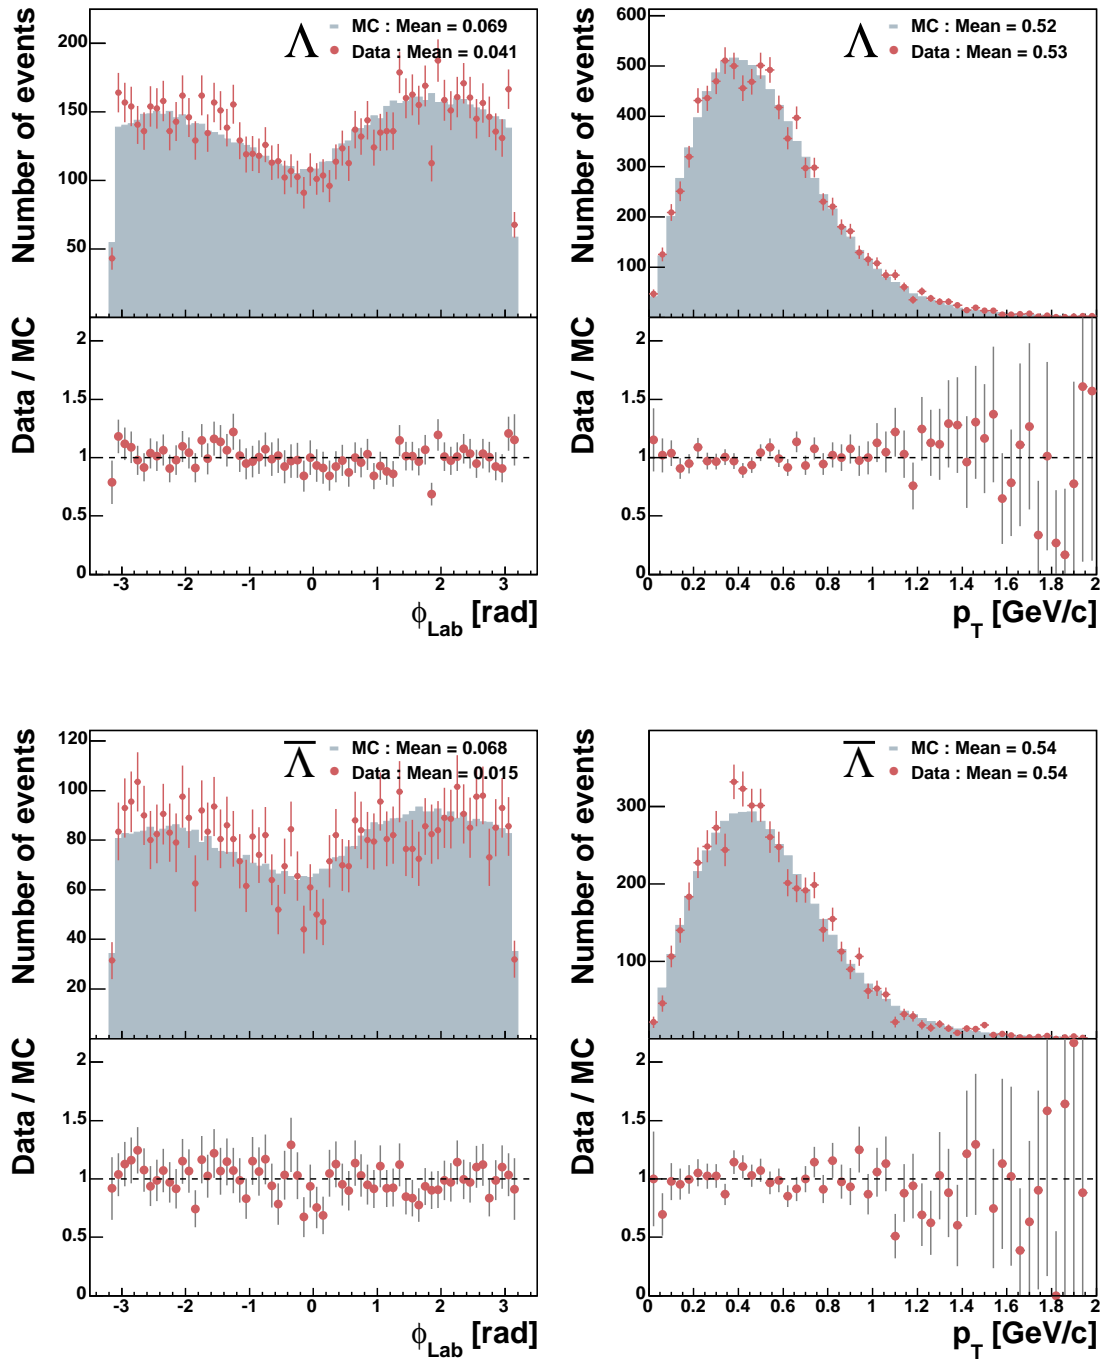 Number of events
200
150
100
50
Λ
MC : Mean = 0.069
Data : Mean = 0.041
Data / MC
2
1.5
1
0.5
0
-3 -2 -1 0 1 2 3
ϕLab [rad]
Number of events
600
500
400
300
200
100
Λ
MC : Mean = 0.52
Data : Mean = 0.53
Data / MC
2
1.5
1
0.5
0
0 0.2 0.4 0.6 0.8 1 1.2 1.4 1.6 1.8 2
pT [GeV/c]
Number of events
120
100
80
60
40
20
Λ̅
MC : Mean = 0.068
Data : Mean = 0.015
Data / MC
2
1.5
1
0.5
0
-3 -2 -1 0 1 2 3
ϕLab [rad]
Number of events
300
200
100
Λ̅
MC : Mean = 0.54
Data : Mean = 0.54
Data / MC
2
1.5
1
0.5
0
0 0.2 0.4 0.6 0.8 1 1.2 1.4 1.6 1.8 2
pT [GeV/c]